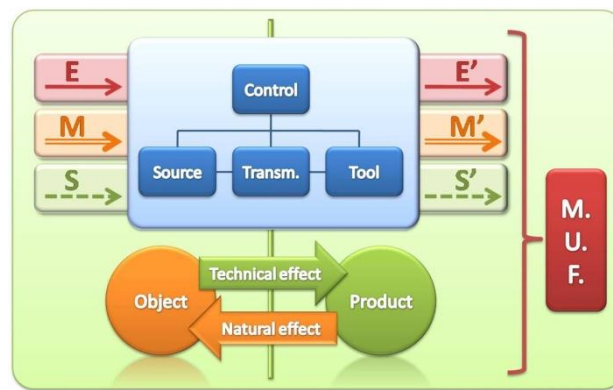 E
E’
Control
M
M’
Source
Transm.
Tool
S
S’
M.
U.
F.
Technical effect
Object
Product
Natural effect